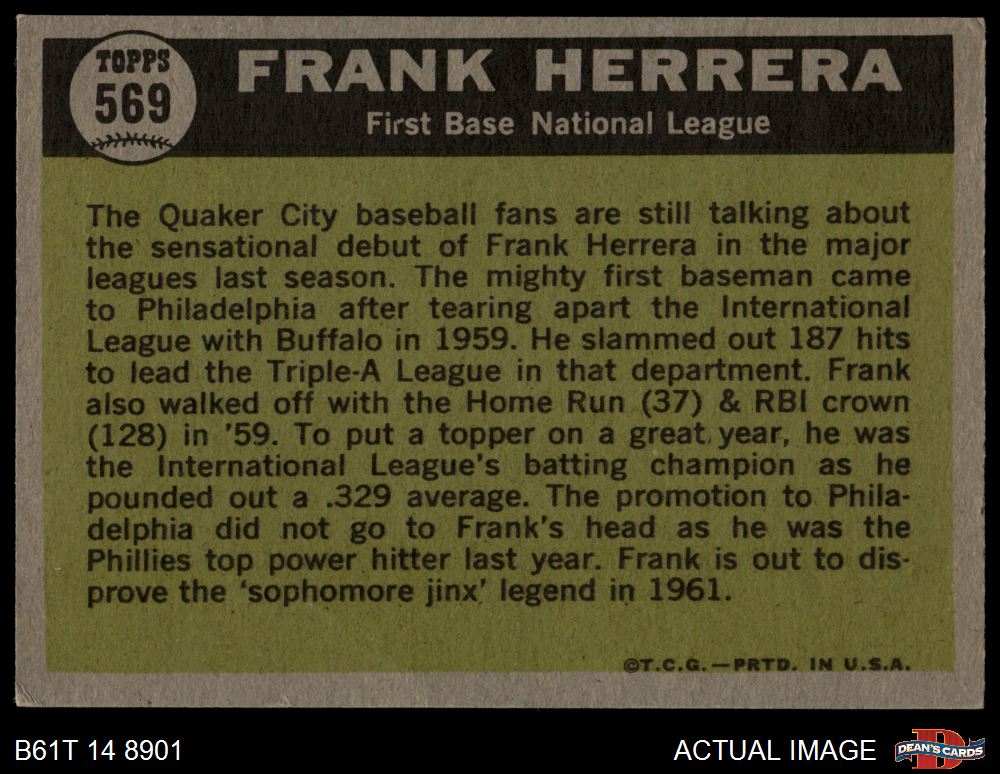 TOPPS
569
FRANK HERRERA
First Base National League
The Quaker City baseball fans are still talking about
the sensational debut of Frank Herrera in the major
leagues last season. The mighty first baseman came
to Philadelphia after tearing apart the International
League with Buffalo in 1959. He slammed out 187 hits
to lead the Triple-A League in that department. Frank
also walked off with the Home Run (37) & RBI crown
(128) in '59. To put a topper on a great year, he was
the International League's batting champion as he
pounded out a .329 average. The promotion to Phila-
delphia did not go to Frank's head as he was the
Phillies top power hitter last year. Frank is out to dis-
prove the 'sophomore jinx' legend in 1961.
©T.C.G.—PRTD. IN U.S.A.
B61T 14 8901
ACTUAL IMAGE
D
DEAN'S CARDS